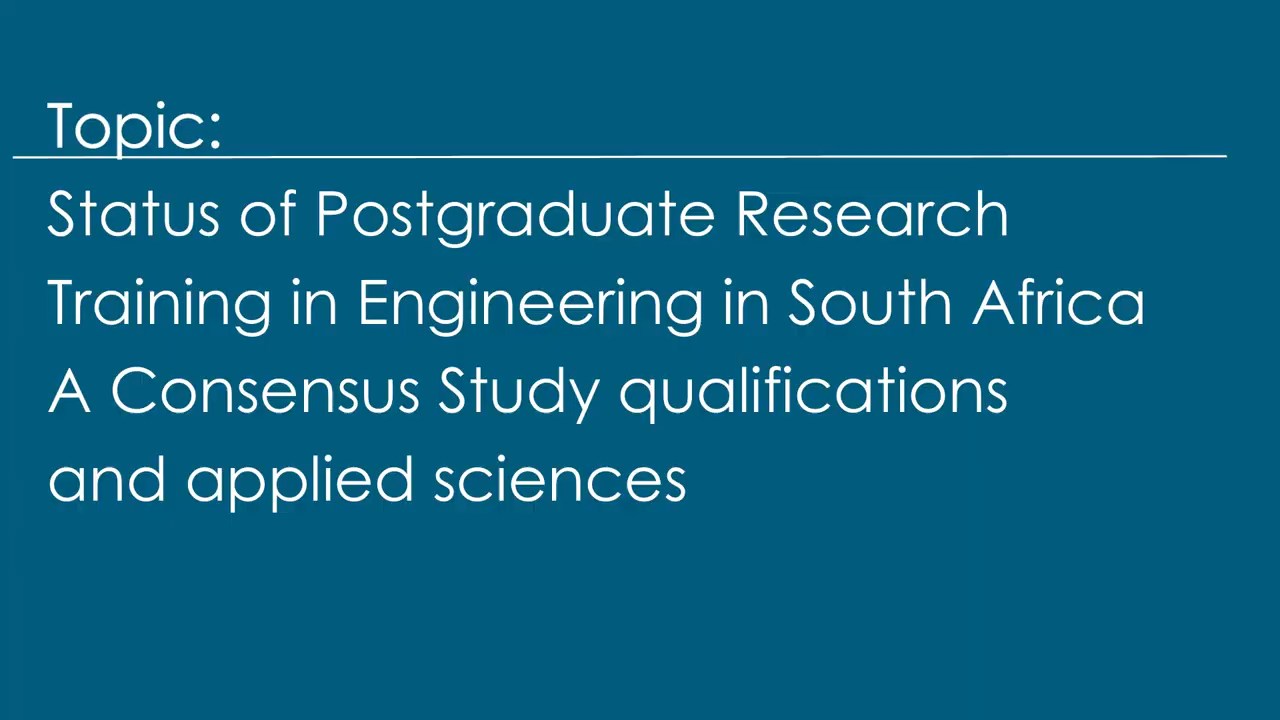 Topic:
Status of Postgraduate Research
Training in Engineering in South Africa
A Consensus Study qualifications
and applied sciences